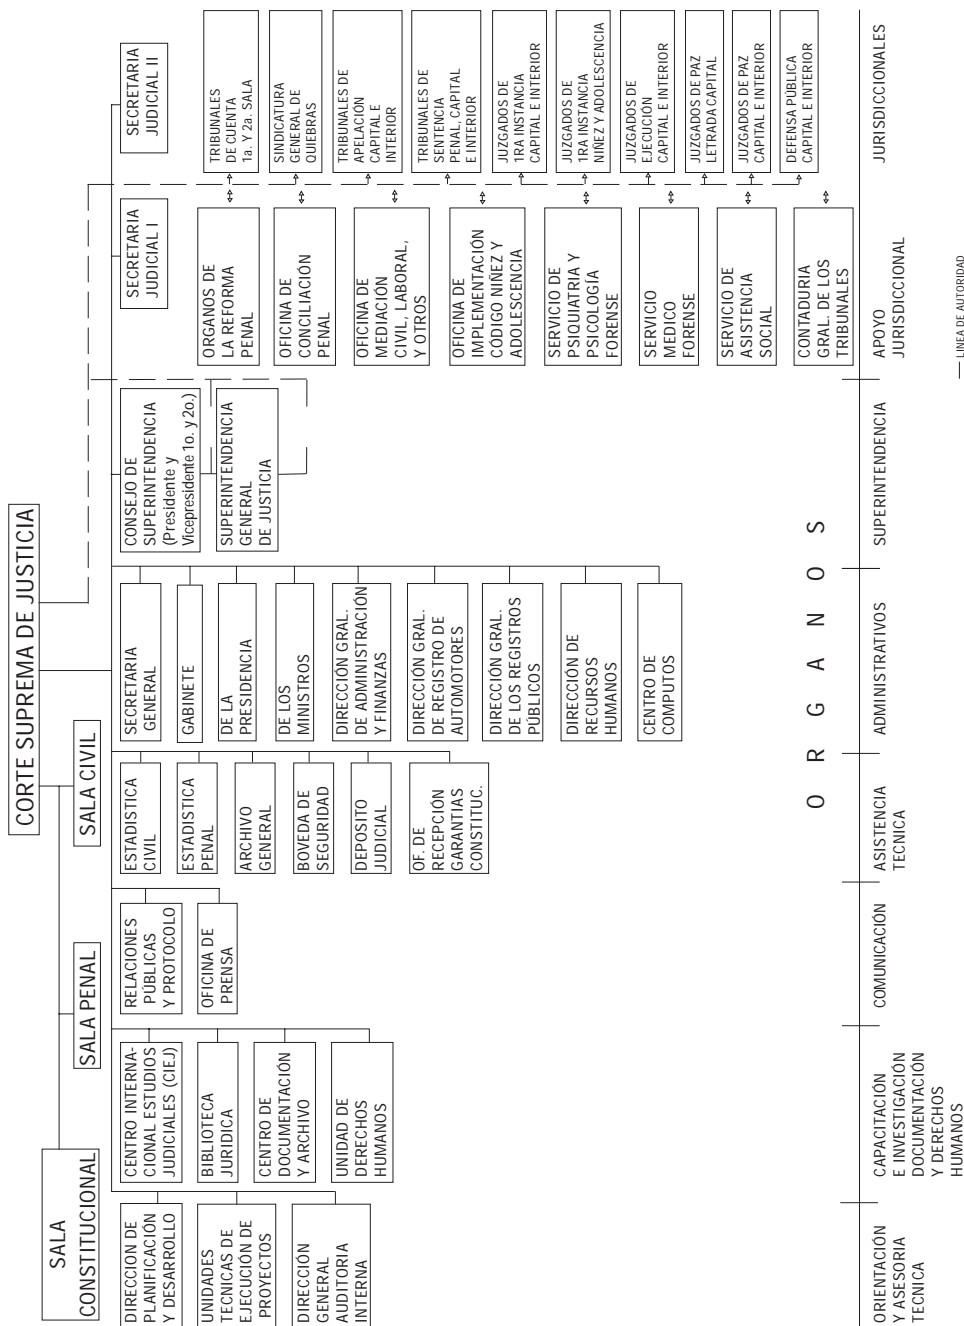 CORTE SUPREMA DE JUSTICIA
SALA
CONSTITUCIONAL
SALA PENAL
SALA CIVIL
DIRECCION DE
PLANIFICACIÓN
Y DESARROLLO
UNIDADES
TECNICAS DE
EJECUCIÓN DE
PROYECTOS
DIRECCIÓN
GENERAL
AUDITORIA
INTERNA
CENTRO INTERNA-
CIONAL ESTUDIOS
JUDICIALES (CIEJ)
BIBLIOTECA
JURIDICA
CENTRO DE
DOCUMENTACIÓN
Y ARCHIVO
UNIDAD DE
DERECHOS
HUMANOS
RELACIONES
PÚBLICAS
Y PROTOCOLO
OFICINA DE
PRENSA
ESTADISTICA
CIVIL
ESTADISTICA
PENAL
ARCHIVO
GENERAL
BOVEDA DE
SEGURIDAD
DEPOSITO
JUDICIAL
OF. DE
RECEPCIÓN
GARANTIAS
CONSTITUC.
SECRETARIA
GENERAL
GABINETE
DE LA
PRESIDENCIA
DE LOS
MINISTROS
DIRECCIÓN GRAL.
DE ADMINISTRACIÓN
Y FINANZAS
DIRECCIÓN GRAL.
DE REGISTRO DE
AUTOMOTORES
DIRECCIÓN GRAL.
DE LOS REGISTROS
PÚBLICOS
DIRECCIÓN DE
RECURSOS
HUMANOS
CENTRO DE
COMPUTOS
CONSEJO DE
SUPERINTENDENCIA
(Presidente y
Vicepresidente 1o. y 2o.)
SUPERINTENDENCIA
GENERAL
DE JUSTICIA
SECRETARIA
JUDICIAL I
SECRETARIA
JUDICIAL II
ORGANOS DE
LA REFORMA
PENAL
OFICINA DE
CONCILIACIÓN
PENAL
OFICINA DE
MEDIACIÓN
CIVIL, LABORAL,
Y OTROS
OFICINA DE
IMPLEMENTACIÓN
CÓDIGO NIÑEZ Y
ADOLESCENCIA
SERVICIO DE
PSIQUIATRIA Y
PSICOLOGÍA
FORENSE
SERVICIO
MEDICO
FORENSE
SERVICIO DE
ASISTENCIA
SOCIAL
CONTADURIA
GRAL. DE LOS
TRIBUNALES
TRIBUNALES
DE CUENTA
1a. Y 2a. SALA
SINDICATURA
GENERAL DE
QUIEBRAS
TRIBUNALES DE
APELACIÓN
CAPITAL E
INTERIOR
TRIBUNALES DE
SENTENCIA
PENAL, CAPITAL
E INTERIOR
JUZGADOS DE
1RA INSTANCIA
CAPITAL E INTERIOR
JUZGADOS DE
1RA INSTANCIA
NIÑEZ Y ADOLESCENCIA
JUZGADOS DE
EJECUCIÓN
CAPITAL E INTERIOR
JUZGADOS DE PAZ
LETRADA CAPITAL
JUZGADOS DE PAZ
CAPITAL E INTERIOR
DEFENSA PÚBLICA
CAPITAL E INTERIOR
O R G A N O S
ORIENTACIÓN
Y ASESORIA
TECNICA
CAPACITACIÓN
E INVESTIGACIÓN
DOCUMENTACIÓN
Y DERECHOS
HUMANOS
COMUNICACIÓN
ASISTENCIA
TECNICA
ADMINISTRATIVOS
SUPERINTENDENCIA
APOYO
JURISDICCIONAL
JURISDICCIONALES
LINEA DE AUTORIDAD